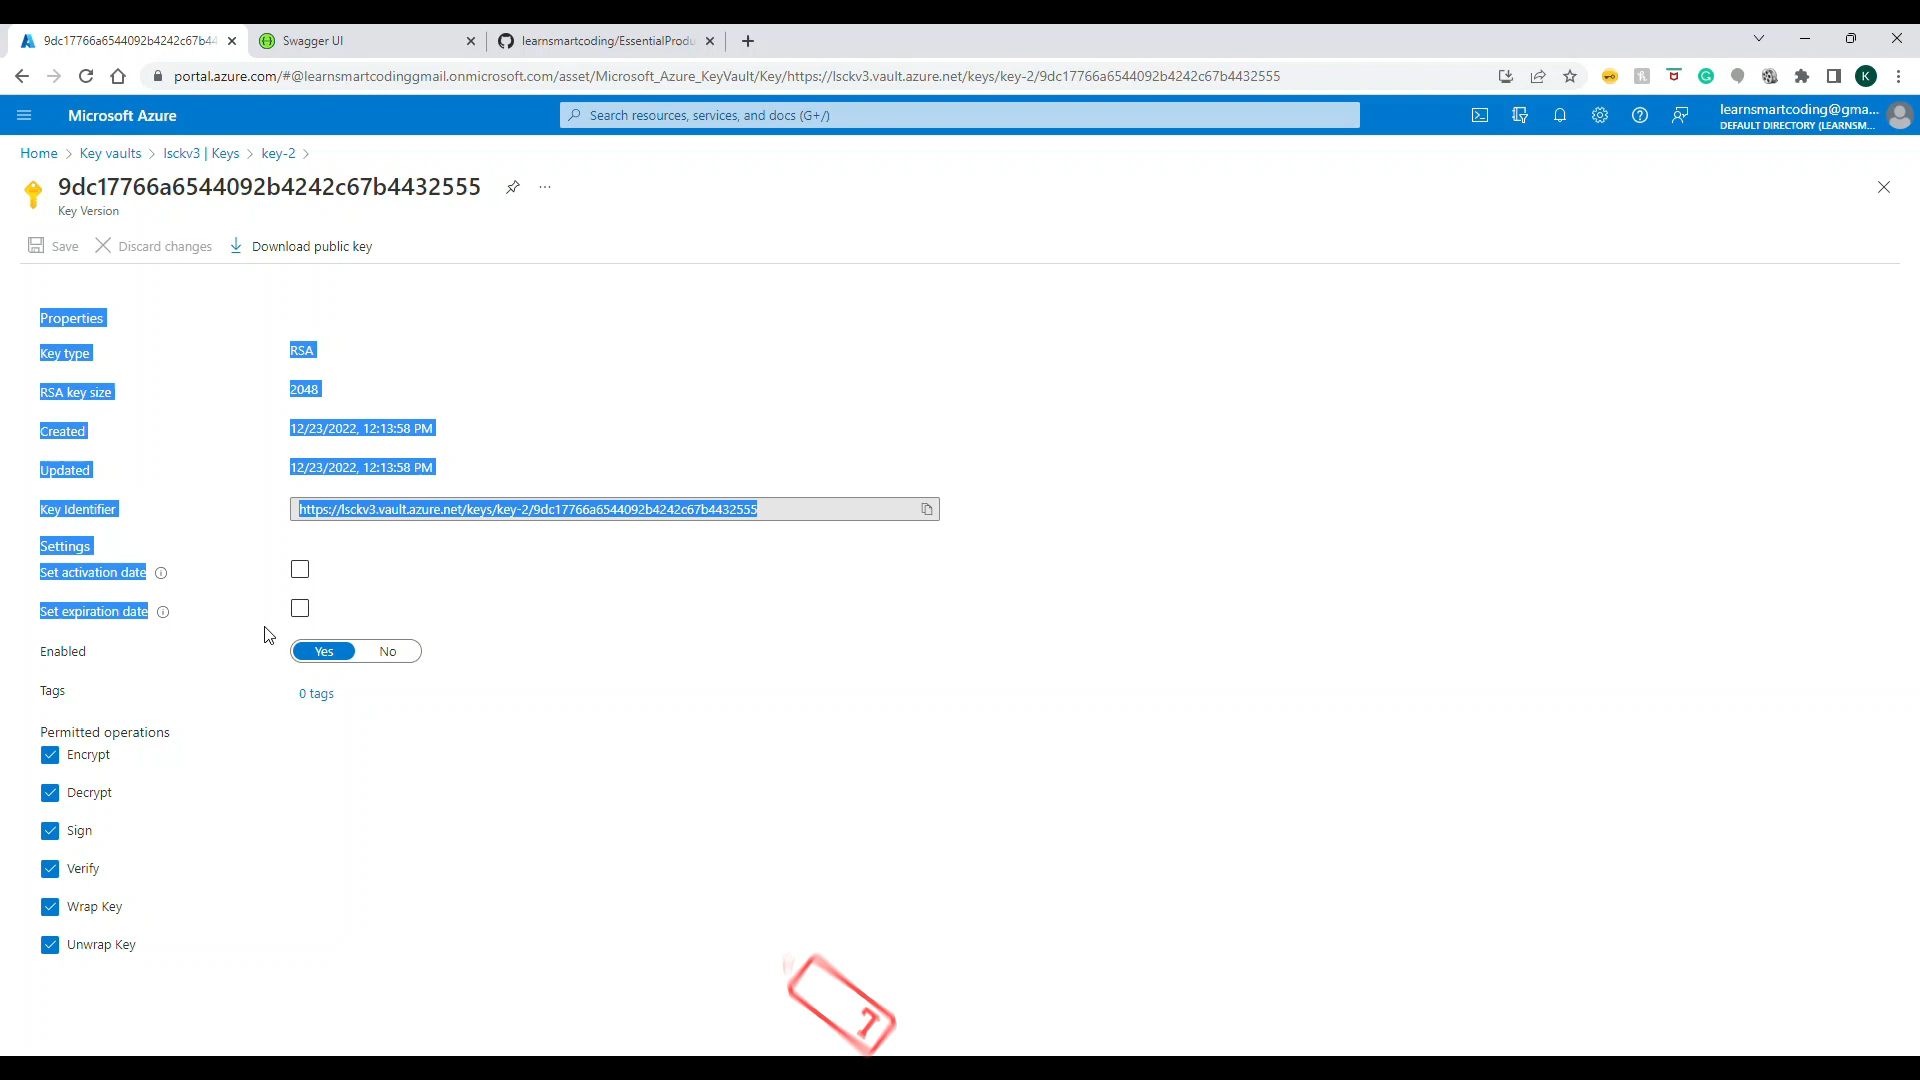 9dc17766a6544092b4242c67b44
Swagger UI
learnsmartcoding/EssentialProdu
portal.azure.com/#@learnsmartcodinggmail.onmicrosoft.com/asset/Microsoft_Azure_KeyVault/Key/https://lsckv3.vault.azure.net/keys/key-2/9dc17766a6544092b4242c67b4432555
K
Microsoft Azure
Search resources, services, and docs (G+/)
learnsmartcoding@gma...
DEFAULT DIRECTORY (LEARNSM...
Home > Key vaults > lsckv3 | Keys > key-2 >
9dc17766a6544092b4242c67b4432555
...
Key Version
Save
Discard changes
Download public key
Properties
Key type
RSA
RSA key size
2048
Created
12/23/2022, 12:13:58 PM
Updated
12/23/2022, 12:13:58 PM
Key Identifier
https://lsckv3.vault.azure.net/keys/key-2/9dc17766a6544092b4242c67b4432555
Settings
Set activation date
Set expiration date
Enabled
Yes
No
Tags
0 tags
Permitted operations
Encrypt
Decrypt
Sign
Verify
Wrap Key
Unwrap Key